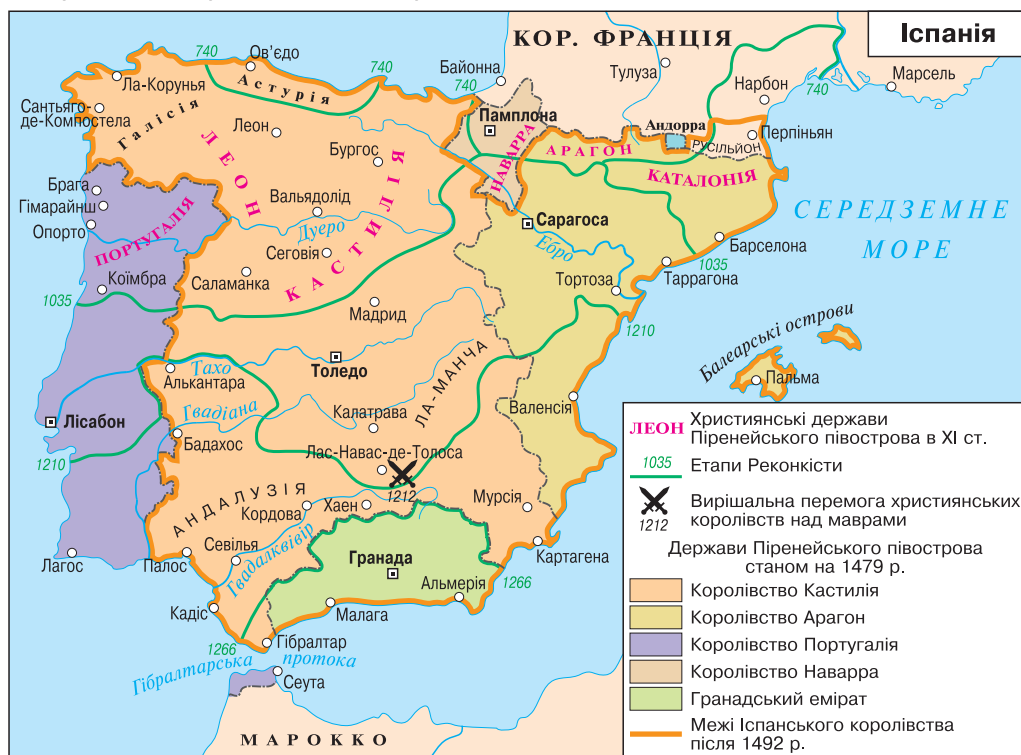 Іспанія
КОР. ФРАНЦІЯ
740
Ов'єдо
740
Байонна
Тулуза
Марсель
Ла-Корунья
Астурія
740
Нарбон
740
Сантьяго-
де-Компостела
Галісія
Леон
Памплона
Андорра
Перпіньян
РУСІЛЬЙОН
Бургос
НАВАРРА
АРАГОН
КАТАЛОНІЯ
ЛЕОН
КАСТИЛІЯ
Брага
Гімарайнш
Опорто
Вальядолід
Дуеро
Сарагоса
СЕРЕДЗЕМНЕ
МОРЕ
ПОРТУГАЛІЯ
Сеговія
Ебро
Барселона
1035
Коїмбра
Саламанка
Тортоза
Таррагона
1035
Мадрид
1210
Балеарські острови
Тахо
Толедо
Алькантара
ЛА-МАНЧА
Пальма
Лісабон
Гвадіана
Калатрава
Валенсія
Бадахос
1210
Лас-Навас-де-Толоса
1212
АНДАЛУЗІЯ
Кордова
Хаен
Мурсія
Севілья
Гвадалквівір
Гранада
Картагена
Лагос
Палос
Альмерія
1266
Кадіс
Малага
1266
Гібралтар
Гібралтарська протока
Сеута
МАРОККО
ЛЕОН Християнські держави
Піренейського півострова в XI ст.
1035 Етапи Реконкісти
1212 Вирішальна перемога християнських
королівств над маврами
Держави Піренейського півострова
станом на 1479 р.
Королівство Кастилія
Королівство Арагон
Королівство Португалія
Королівство Наварра
Гранадський емірат
Межі Іспанського королівства
після 1492 р.